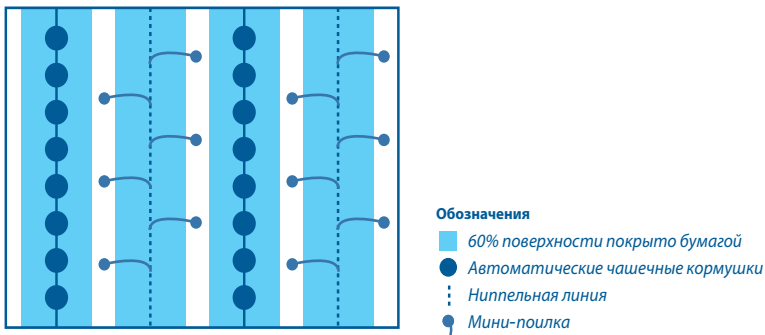 Обозначения
60% поверхности покрыто бумагой
Автоматические чашечные кормушки
Ниппельная линия
Мини-поилка